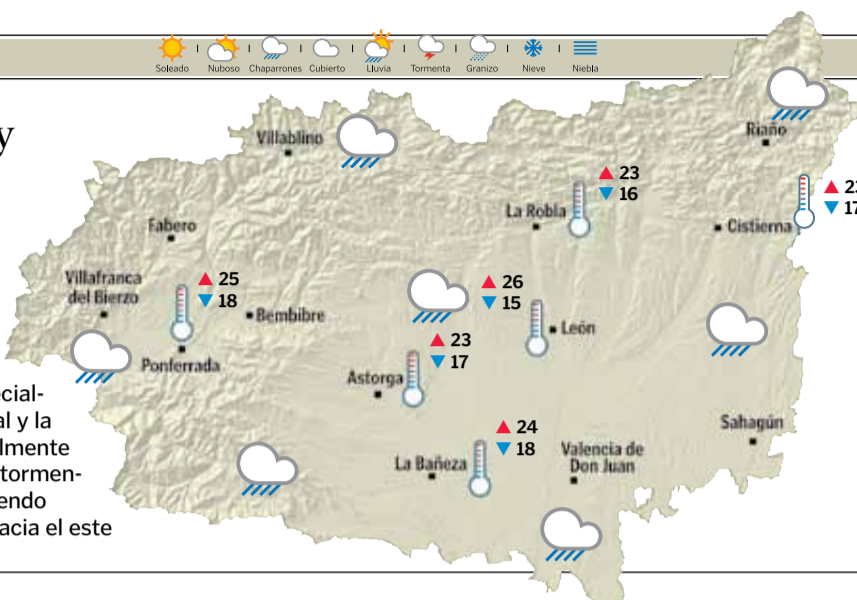 Soleado Nuboso Chaparrones Cubierto Lluvia Tormenta Granizo Nieve Niebla
y
Villablino
Riaño
23
16
La Robla
17
Cistierna
Fabero
Villafranca
del Bierzo
25
18
Bembibre
Ponferrada
26
15
León
23
17
Astorga
24
18
La Bañeza
Valencia de
Don Juan
Sahagún
ecial-
al y la
lmente
tormen-
endo
acia el este